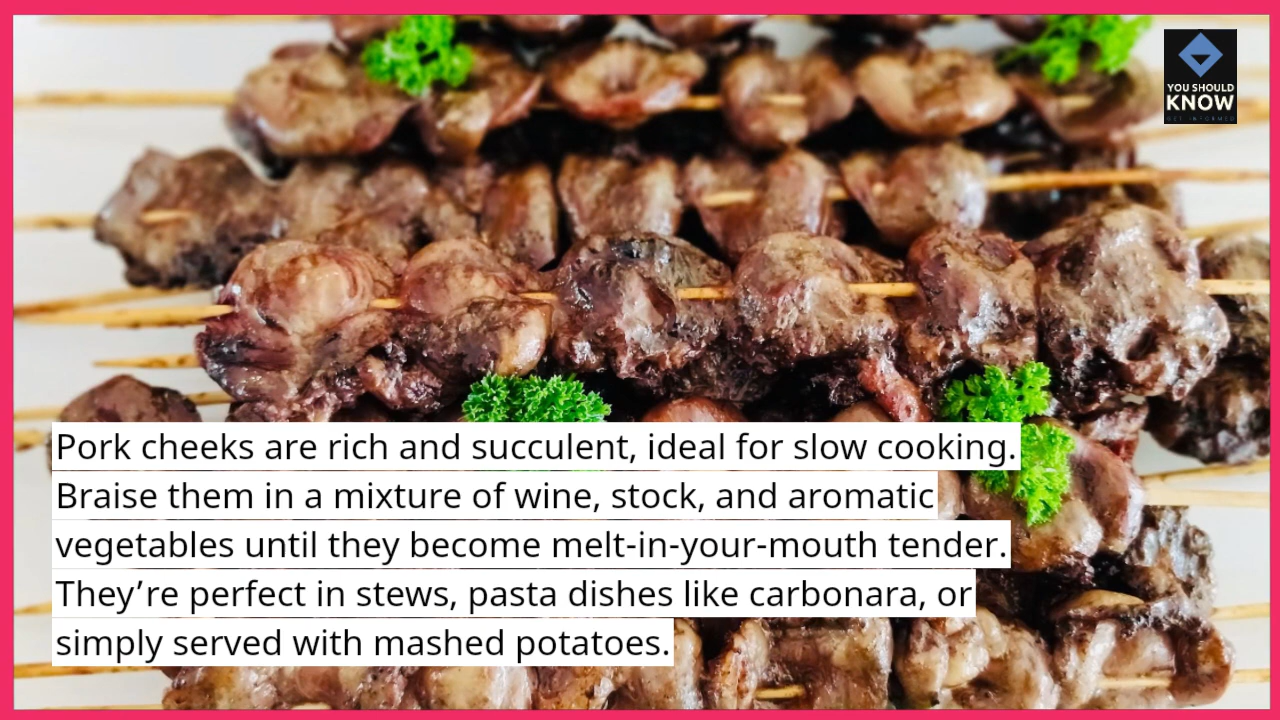 YOU SHOULD
KNOW
GET INFORMED
Pork cheeks are rich and succulent, ideal for slow cooking.
Braise them in a mixture of wine, stock, and aromatic
vegetables until they become melt-in-your-mouth tender.
They’re perfect in stews, pasta dishes like carbonara, or
simply served with mashed potatoes.